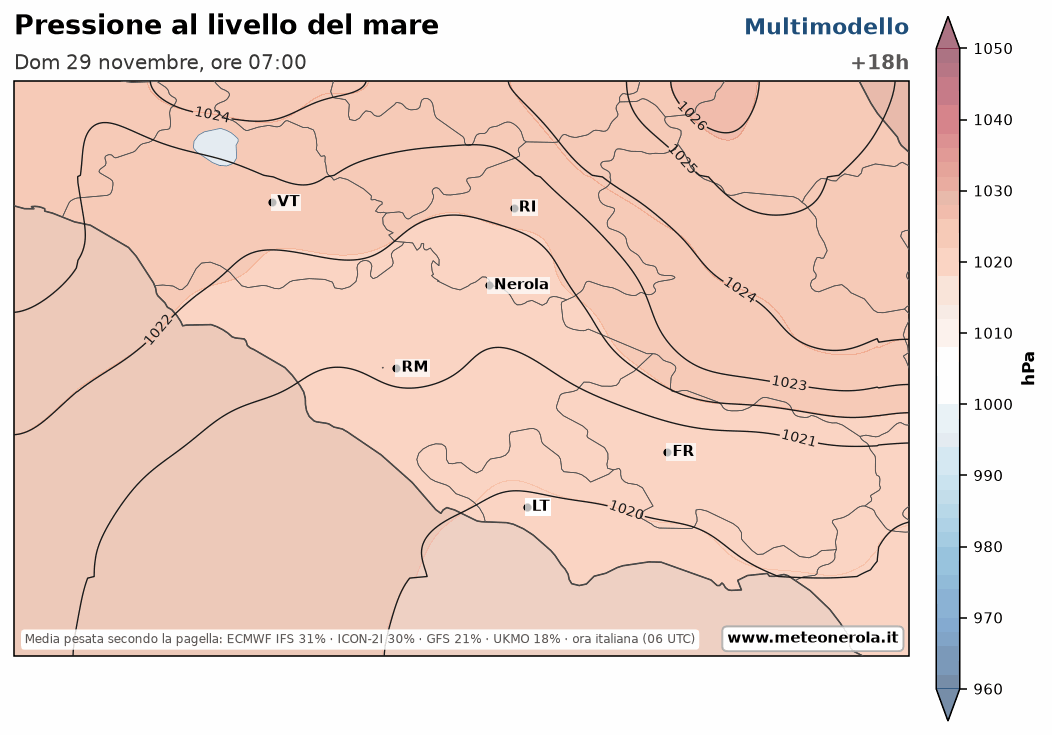 Pressione al livello del mare
Multimodello
Dom 29 novembre, ore 07:00
+18h
1024
1026
1025
VT
RI
Nerola
1024
1022
RM
1023
1021
FR
LT
1020
Media pesata secondo la pagella: ECMWF IFS 31% · ICON-2I 30% · GFS 21% · UKMO 18% · ora italiana (06 UTC)
www.meteonerola.it
1050
1040
1030
1020
1010
1000
990
980
970
960
hPa